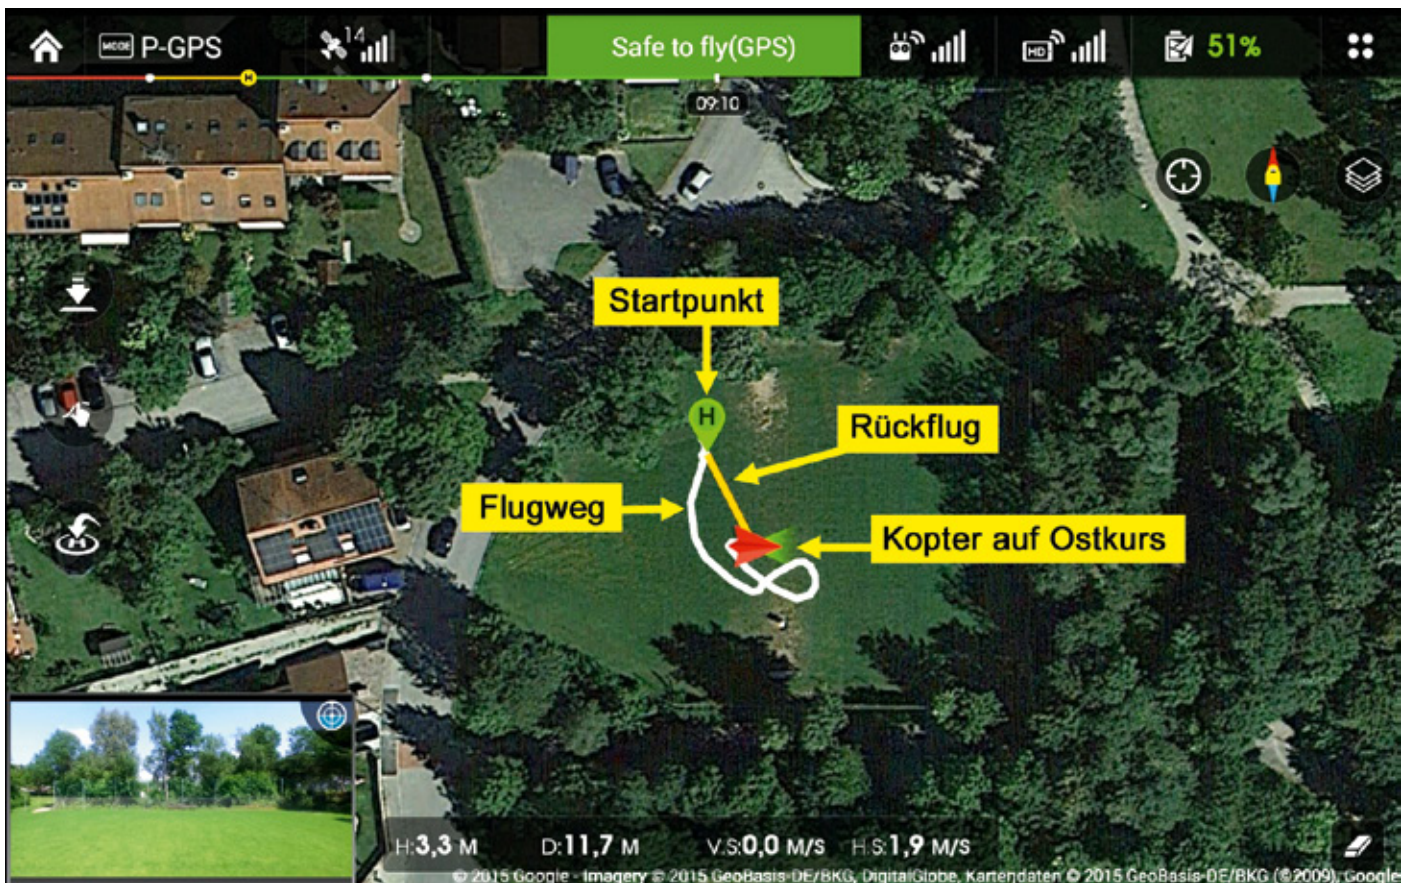 MODE P-GPS
14
Safe to fly(GPS)
HD
51%
H
09:10
Startpunkt
H
Rückflug
Flugweg
Kopter auf Ostkurs
H:3,3 M D:11,7 M V.S:0,0 M/S H.S:1,9 M/S
© 2015 Google - Imagery © 2015 GeoBasis-DE/BKG, DigitalGlobe, Kartendaten © 2015 GeoBasis-DE/BKG (©2009), Google